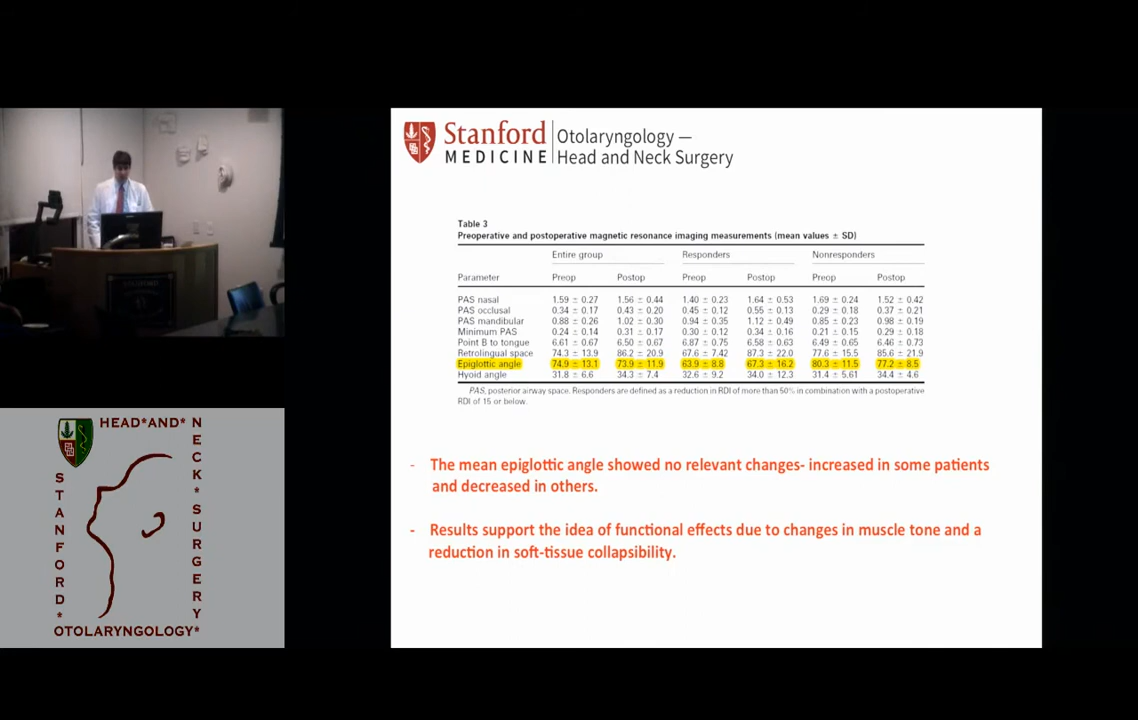 Stanford
MEDICINE
Otolaryngology —
Head and Neck Surgery
Table 3
Preoperative and postoperative magnetic resonance imaging measurements (mean values ± SD)
Entire group Responders Nonresponders
Parameter Preop Postop Preop Postop Preop Postop
PAS nasal 1.59 ± 0.27 1.56 ± 0.44 1.40 ± 0.23 1.64 ± 0.53 1.69 ± 0.24 1.52 ± 0.42
PAS occlusal 0.34 ± 0.17 0.43 ± 0.20 0.45 ± 0.12 0.55 ± 0.13 0.29 ± 0.18 0.37 ± 0.21
PAS mandibular 0.88 ± 0.26 1.02 ± 0.30 0.94 ± 0.35 1.12 ± 0.49 0.85 ± 0.23 0.98 ± 0.19
Minimum PAS 0.24 ± 0.14 0.31 ± 0.17 0.30 ± 0.12 0.34 ± 0.16 0.21 ± 0.15 0.29 ± 0.18
Point B to tongue 6.61 ± 0.67 6.50 ± 0.67 6.87 ± 0.75 6.58 ± 0.63 6.49 ± 0.65 6.46 ± 0.73
Retrolingual space 74.3 ± 13.9 86.2 ± 20.9 67.6 ± 7.42 87.3 ± 22.0 77.6 ± 15.5 85.6 ± 21.9
Epiglottic angle 74.9 ± 13.1 73.9 ± 11.9 63.9 ± 8.8 67.3 ± 16.2 80.3 ± 11.5 77.2 ± 8.5
Hyoid angle 31.8 ± 6.6 34.3 ± 7.4 32.6 ± 9.2 34.0 ± 12.3 31.4 ± 5.61 34.4 ± 4.6
PAS, posterior airway space. Responders are defined as a reduction in RDI of more than 50% in combination with a postoperative
RDI of 15 or below.
- The mean epiglottic angle showed no relevant changes- increased in some patients
and decreased in others.
- Results support the idea of functional effects due to changes in muscle tone and a
reduction in soft-tissue collapsibility.
STANFORD*
HEAD*AND*
NECK*SURGERY
OTOLARYNGOLOGY*